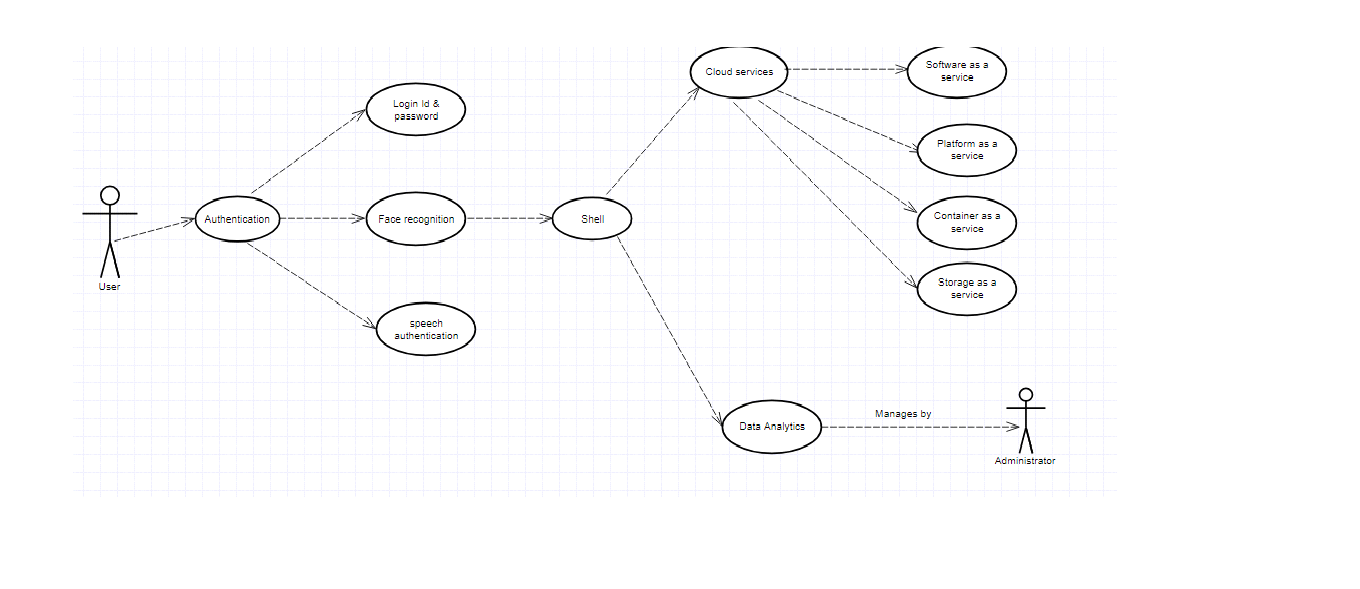 Cloud services
Software as a
service
Login Id &
password
Platform as a
service
Authentication
Face recognition
Shell
Container as a
service
User
Storage as a
service
speech
authentication
Manages by
Data Analytics
Administrator